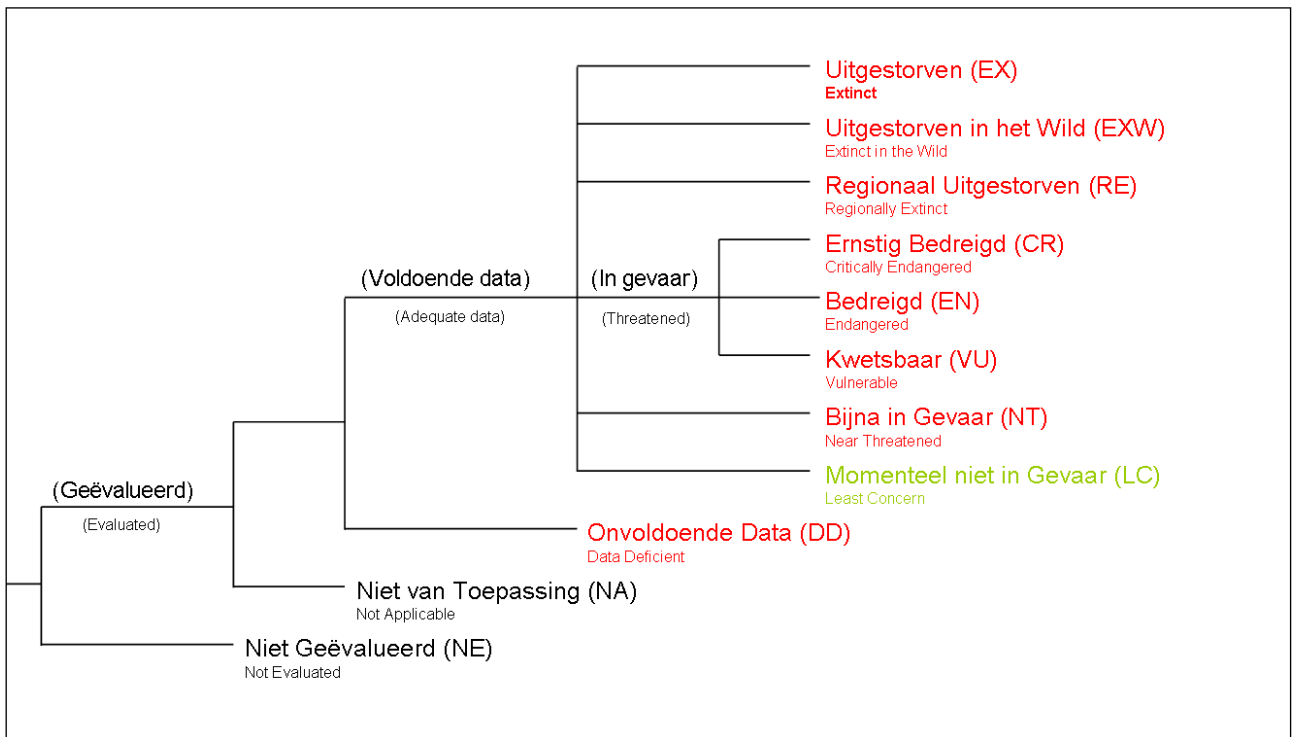 Uitgestorven (EX)
Extinct
Uitgestorven in het Wild (EXW)
Extinct in the Wild
Regionaal Uitgestorven (RE)
Regionally Extinct
Ernstig Bedreigd (CR)
Critically Endangered
(Voldoende data)
(Adequate data)
(In gevaar)
(Threatened)
Bedreigd (EN)
Endangered
Kwetsbaar (VU)
Vulnerable
Bijna in Gevaar (NT)
Near Threatened
Momenteel niet in Gevaar (LC)
Least Concern
(Geëvalueerd)
(Evaluated)
Onvoldoende Data (DD)
Data Deficient
Niet van Toepassing (NA)
Not Applicable
Niet Geëvalueerd (NE)
Not Evaluated